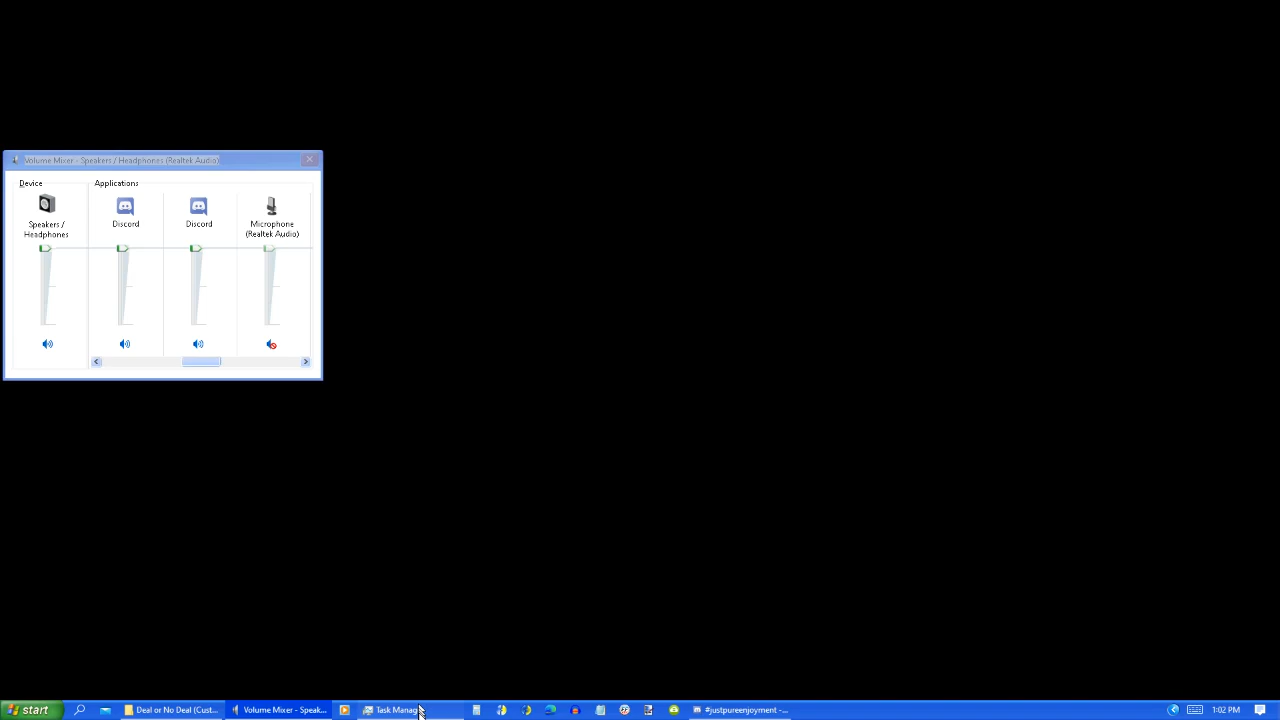 Volume Mixer - Speakers / Headphones (Realtek Audio)
Device
Applications
Speakers /
Headphones
Discord
Discord
Microphone
(Realtek Audio)
start
Deal or No Deal (Cust...
Volume Mixer - Speak...
Task Manag
#justpureenjoyment -...
1:02 PM